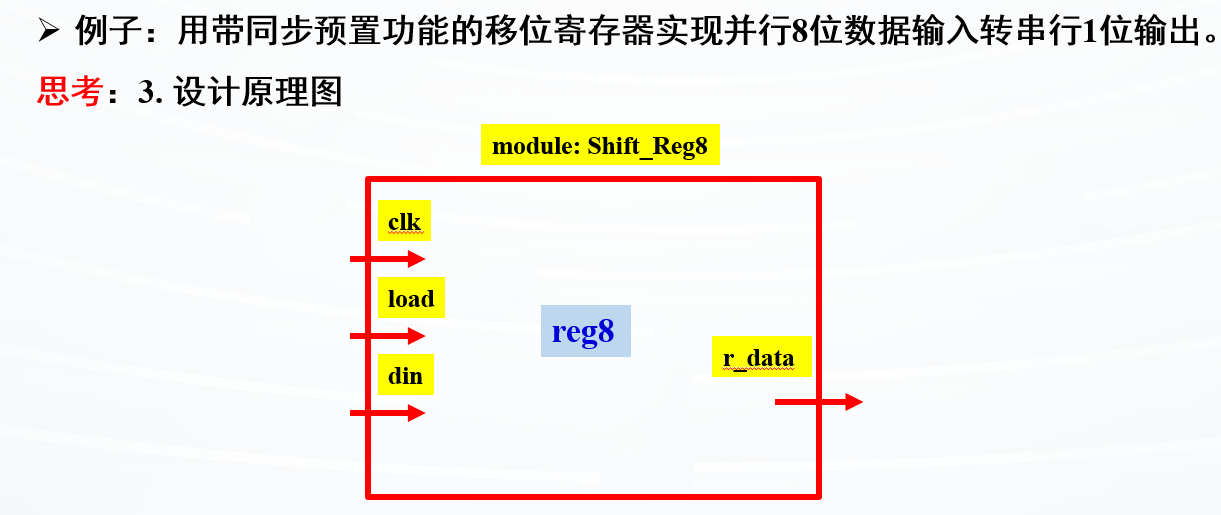 ➢ 例子：用带同步预置功能的移位寄存器实现并行8位数据输入转串行1位输出。
思考：3. 设计原理图
module: Shift_Reg8
clk
load
reg8
r_data
din